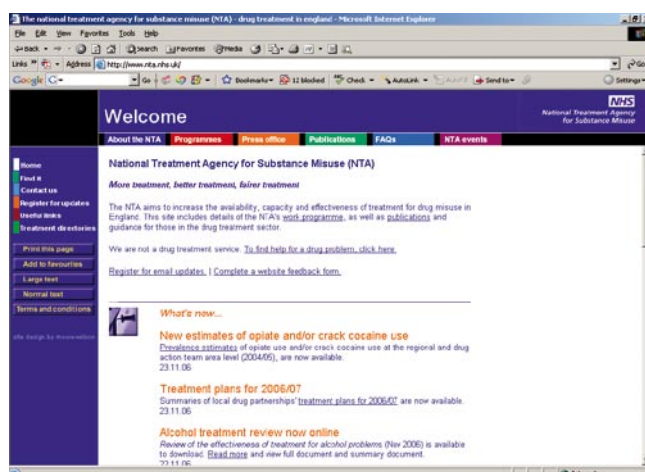 The national treatment agency for substance misuse (NTA) - drug treatment in england - Microsoft Internet Explorer
File Edit View Favorites Tools Help
Back Search Favorites Media
Links Address http://www.nta.nhs.uk/ Go
Google Go Bookmarks 12 blocked Check AutoLink Send to Settings
NHS
Welcome
National Treatment Agency
for Substance Misuse
About the NTA Programmes Press office Publications FAQs NTA events
Home
Find it
Contact us
Register for updates
Useful links
Treatment directories
Print this page
Add to favourites
Large text
Normal text
Terms and conditions
National Treatment Agency for Substance Misuse (NTA)
More treatment, better treatment, fairer treatment
The NTA aims to increase the availability, capacity and effectiveness of treatment for drug misuse in
England. This site includes details of the NTA's work programme, as well as publications and
guidance for those in the drug treatment sector.
We are not a drug treatment service. To find help for a drug problem, click here.
Register for email updates. | Complete a website feedback form.
What's new...
New estimates of opiate and/or crack cocaine use
Prevalence estimates of opiate use and/or crack cocaine use at the regional and drug
action team area level (2004/05), are now available.
23.11.06
Treatment plans for 2006/07
Summaries of local drug partnerships' treatment plans for 2006/07 are now available.
23.11.06
Alcohol treatment review now online
Review of the effectiveness of treatment for alcohol problems (Nov 2006) is available
to download. Read more and view full document and summary document.
22.11.06